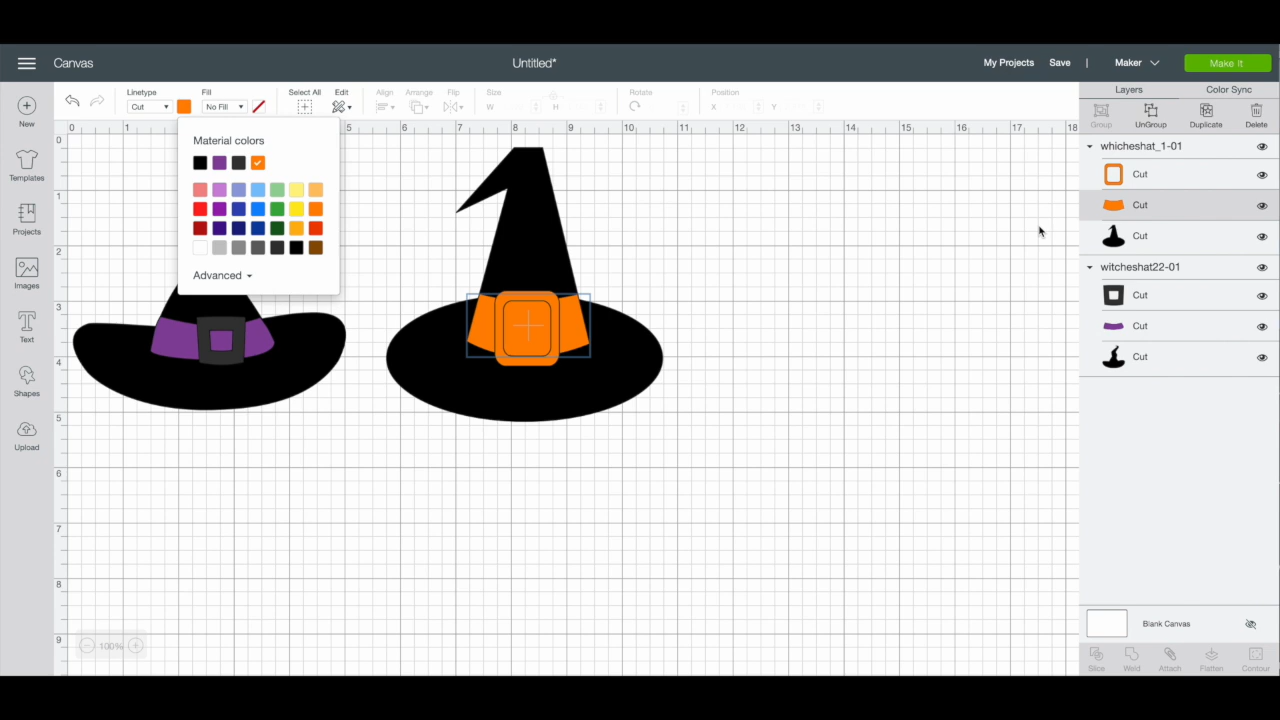 Canvas
Untitled*
My Projects
Save
|
Maker
Make It
New
Templates
Projects
Images
Text
Shapes
Upload
Linetype
Cut
Fill
No Fill
Select All
Edit
Align
Arrange
Flip
Size
W
H
Rotate
Position
X
Y
0 1 5 6 7 8 9 10 11 12 13 14 15 16 17 18
0
1
2
3
4
5
6
7
8
9
Material colors
Advanced
100%
Layers
Color Sync
Group
UnGroup
Duplicate
Delete
whicheshat_1-01
Cut
Cut
Cut
witcheshat22-01
Cut
Cut
Cut
Blank Canvas
Slice
Weld
Attach
Flatten
Contour